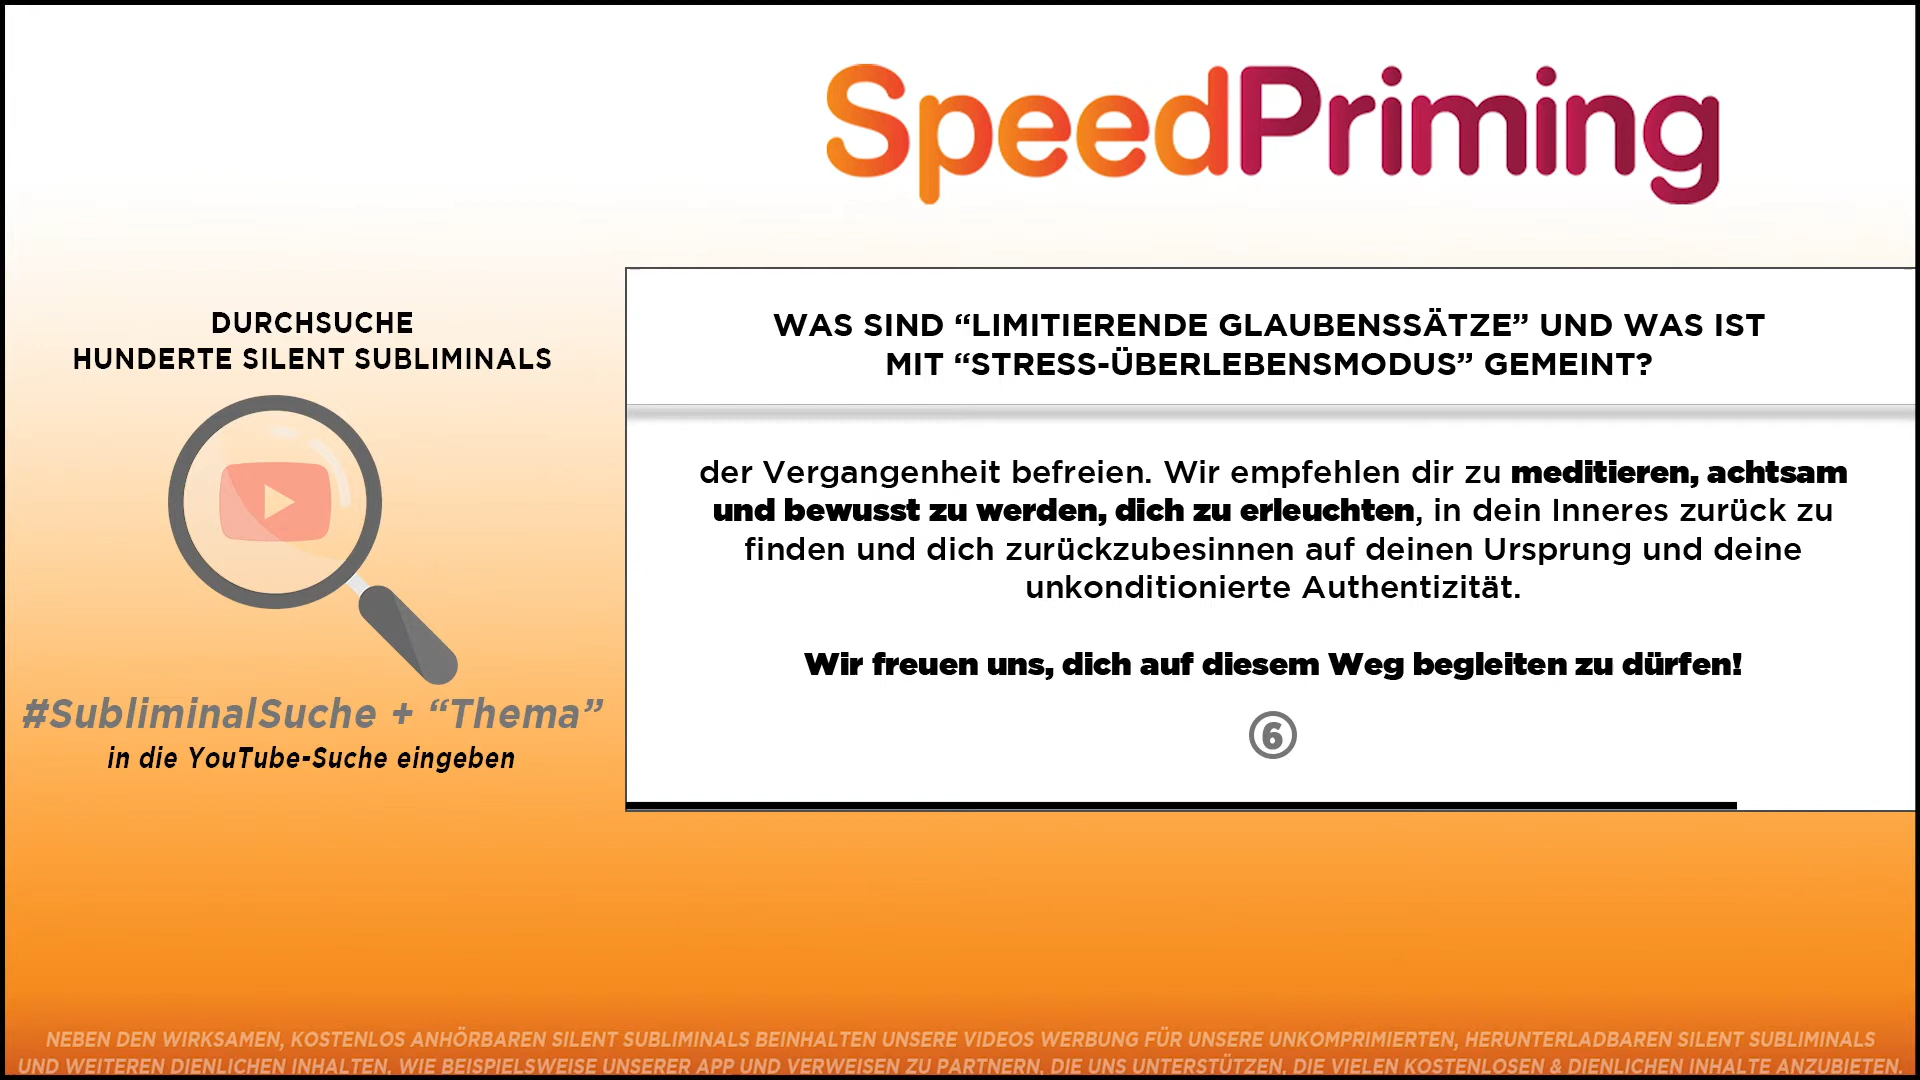 SpeedPriming
DURCHSUCHE
HUNDERTE SILENT SUBLIMINALS
#SubliminalSuche + “Thema”
in die YouTube-Suche eingeben
WAS SIND “LIMITIERENDE GLAUBENSSÄTZE” UND WAS IST
MIT “STRESS-ÜBERLEBENSMODUS” GEMEINT?
der Vergangenheit befreien. Wir empfehlen dir zu meditieren, achtsam
und bewusst zu werden, dich zu erleuchten, in dein Inneres zurück zu
finden und dich zurückzubesinnen auf deinen Ursprung und deine
unkonditionierte Authentizität.
Wir freuen uns, dich auf diesem Weg begleiten zu dürfen!
6
NEBEN DEN WIRKSAMEN, KOSTENLOS ANHÖRBAREN SILENT SUBLIMINALS BEINHALTEN UNSERE VIDEOS WERBUNG FÜR UNSERE UNKOMPRIMIERTEN, HERUNTERLADBAREN SILENT SUBLIMINALS
UND WEITEREN DIENLICHEN INHALTEN, WIE BEISPIELSWEISE UNSERER APP UND VERWEISEN ZU PARTNERN, DIE UNS UNTERSTÜTZEN, DIE VIELEN KOSTENLOSEN & DIENLICHEN INHALTE ANZUBIETEN.